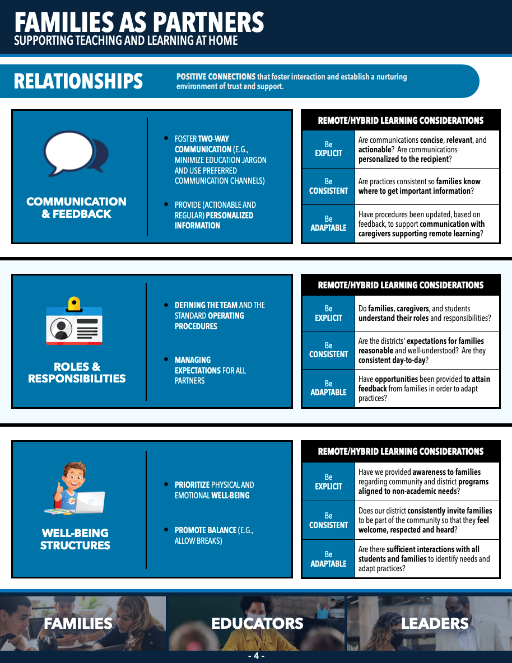 FAMILIES AS PARTNERS
SUPPORTING TEACHING AND LEARNING AT HOME
RELATIONSHIPS
POSITIVE CONNECTIONS that foster interaction and establish a nurturing
environment of trust and support.
COMMUNICATION
& FEEDBACK
• FOSTER TWO-WAY
COMMUNICATION (E.G.,
MINIMIZE EDUCATION JARGON
AND USE PREFERRED
COMMUNICATION CHANNELS)
• PROVIDE (ACTIONABLE AND
REGULAR) PERSONALIZED
INFORMATION
REMOTE/HYBRID LEARNING CONSIDERATIONS
Be
EXPLICIT
Are communications concise, relevant, and
actionable? Are communications
personalized to the recipient?
Be
CONSISTENT
Are practices consistent so families know
where to get important information?
Be
ADAPTABLE
Have procedures been updated, based on
feedback, to support communication with
caregivers supporting remote learning?
ROLES &
RESPONSIBILITIES
• DEFINING THE TEAM AND THE
STANDARD OPERATING
PROCEDURES
• MANAGING
EXPECTATIONS FOR ALL
PARTNERS
REMOTE/HYBRID LEARNING CONSIDERATIONS
Be
EXPLICIT
Do families, caregivers, and students
understand their roles and responsibilities?
Be
CONSISTENT
Are the districts' expectations for families
reasonable and well-understood? Are they
consistent day-to-day?
Be
ADAPTABLE
Have opportunities been provided to attain
feedback from families in order to adapt
practices?
WELL-BEING
STRUCTURES
• PRIORITIZE PHYSICAL AND
EMOTIONAL WELL-BEING
• PROMOTE BALANCE (E.G.,
ALLOW BREAKS)
REMOTE/HYBRID LEARNING CONSIDERATIONS
Be
EXPLICIT
Have we provided awareness to families
regarding community and district programs
aligned to non-academic needs?
Be
CONSISTENT
Does our district consistently invite families
to be part of the community so that they feel
welcome, respected and heard?
Be
ADAPTABLE
Are there sufficient interactions with all
students and families to identify needs and
adapt practices?
FAMILIES
EDUCATORS
LEADERS
- 4 -